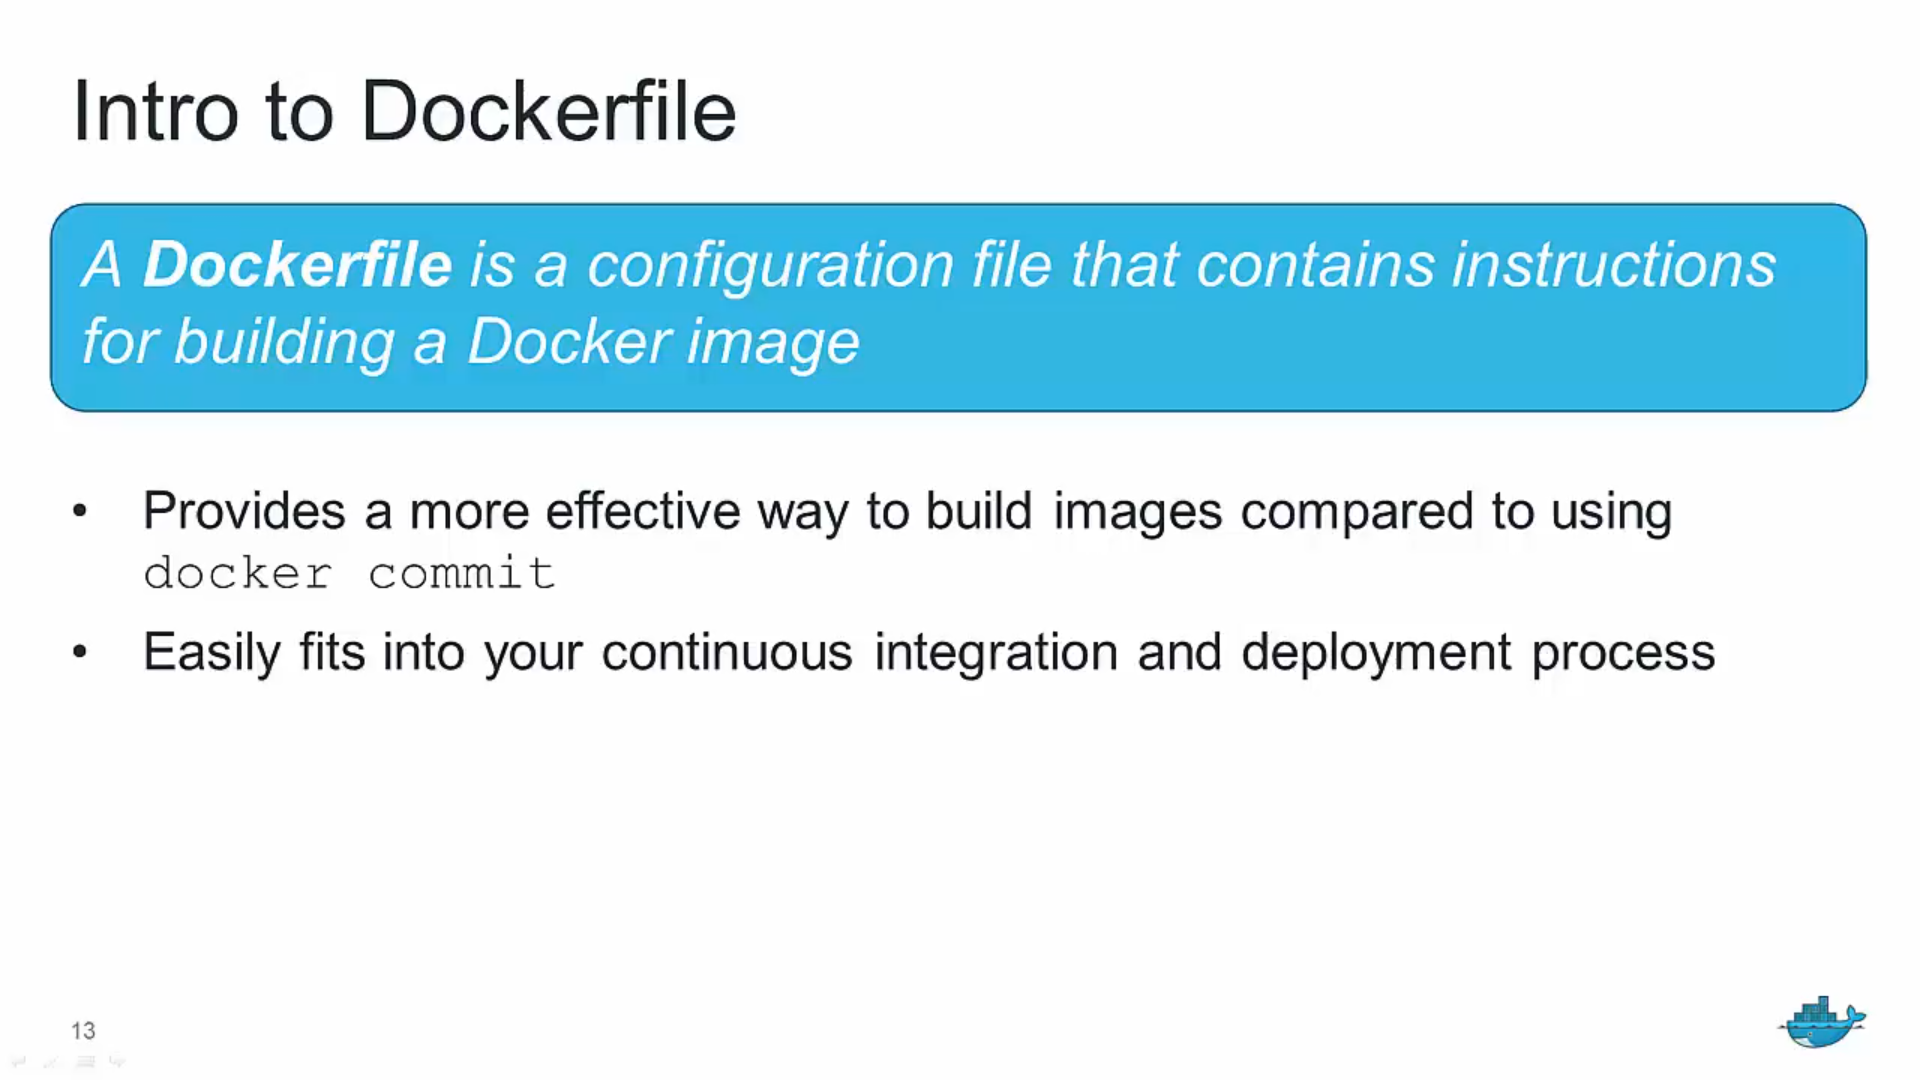 Intro to Dockerfile
A Dockerfile is a configuration file that contains instructions
for building a Docker image
• Provides a more effective way to build images compared to using
docker commit
• Easily fits into your continuous integration and deployment process
13